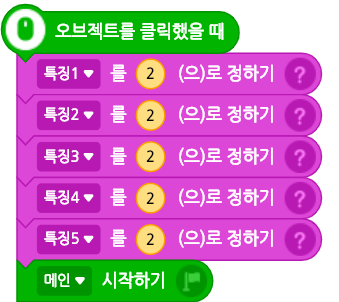 오브젝트를 클릭했을 때
특징1 ▼ 를 2 (으)로 정하기 ?
특징2 ▼ 를 2 (으)로 정하기 ?
특징3 ▼ 를 2 (으)로 정하기 ?
특징4 ▼ 를 2 (으)로 정하기 ?
특징5 ▼ 를 2 (으)로 정하기 ?
메인 ▼ 시작하기